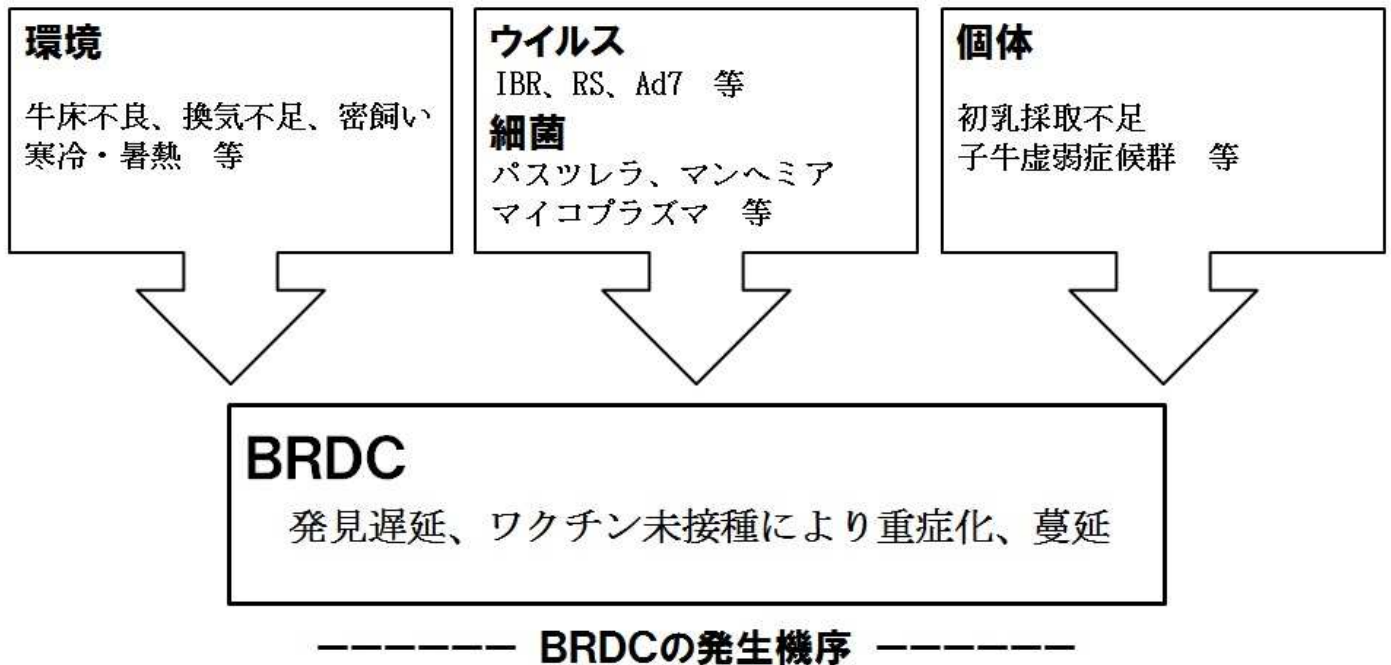 環境
牛床不良、換気不足、密飼い
寒冷・暑熱 等
ウイルス
IBR、RS、Ad7 等
細菌
パスツレラ、マンヘミア
マイコプラズマ 等
個体
初乳採取不足
子牛虚弱症候群 等
BRDC
発見遅延、ワクチン未接種により重症化、蔓延
ーーーーーー BRDCの発生機序 ーーーーーー